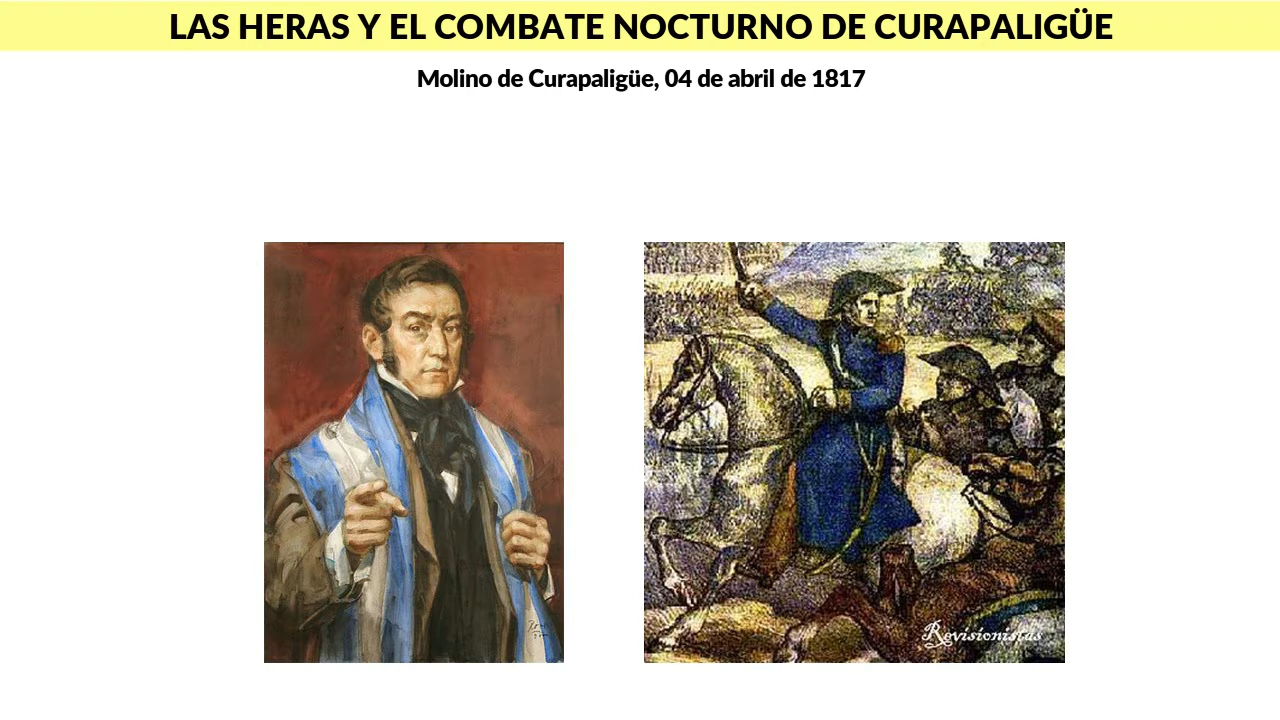 LAS HERAS Y EL COMBATE NOCTURNO DE CURAPALIGÜE
Molino de Curapaligüe, 04 de abril de 1817
Revisionistas